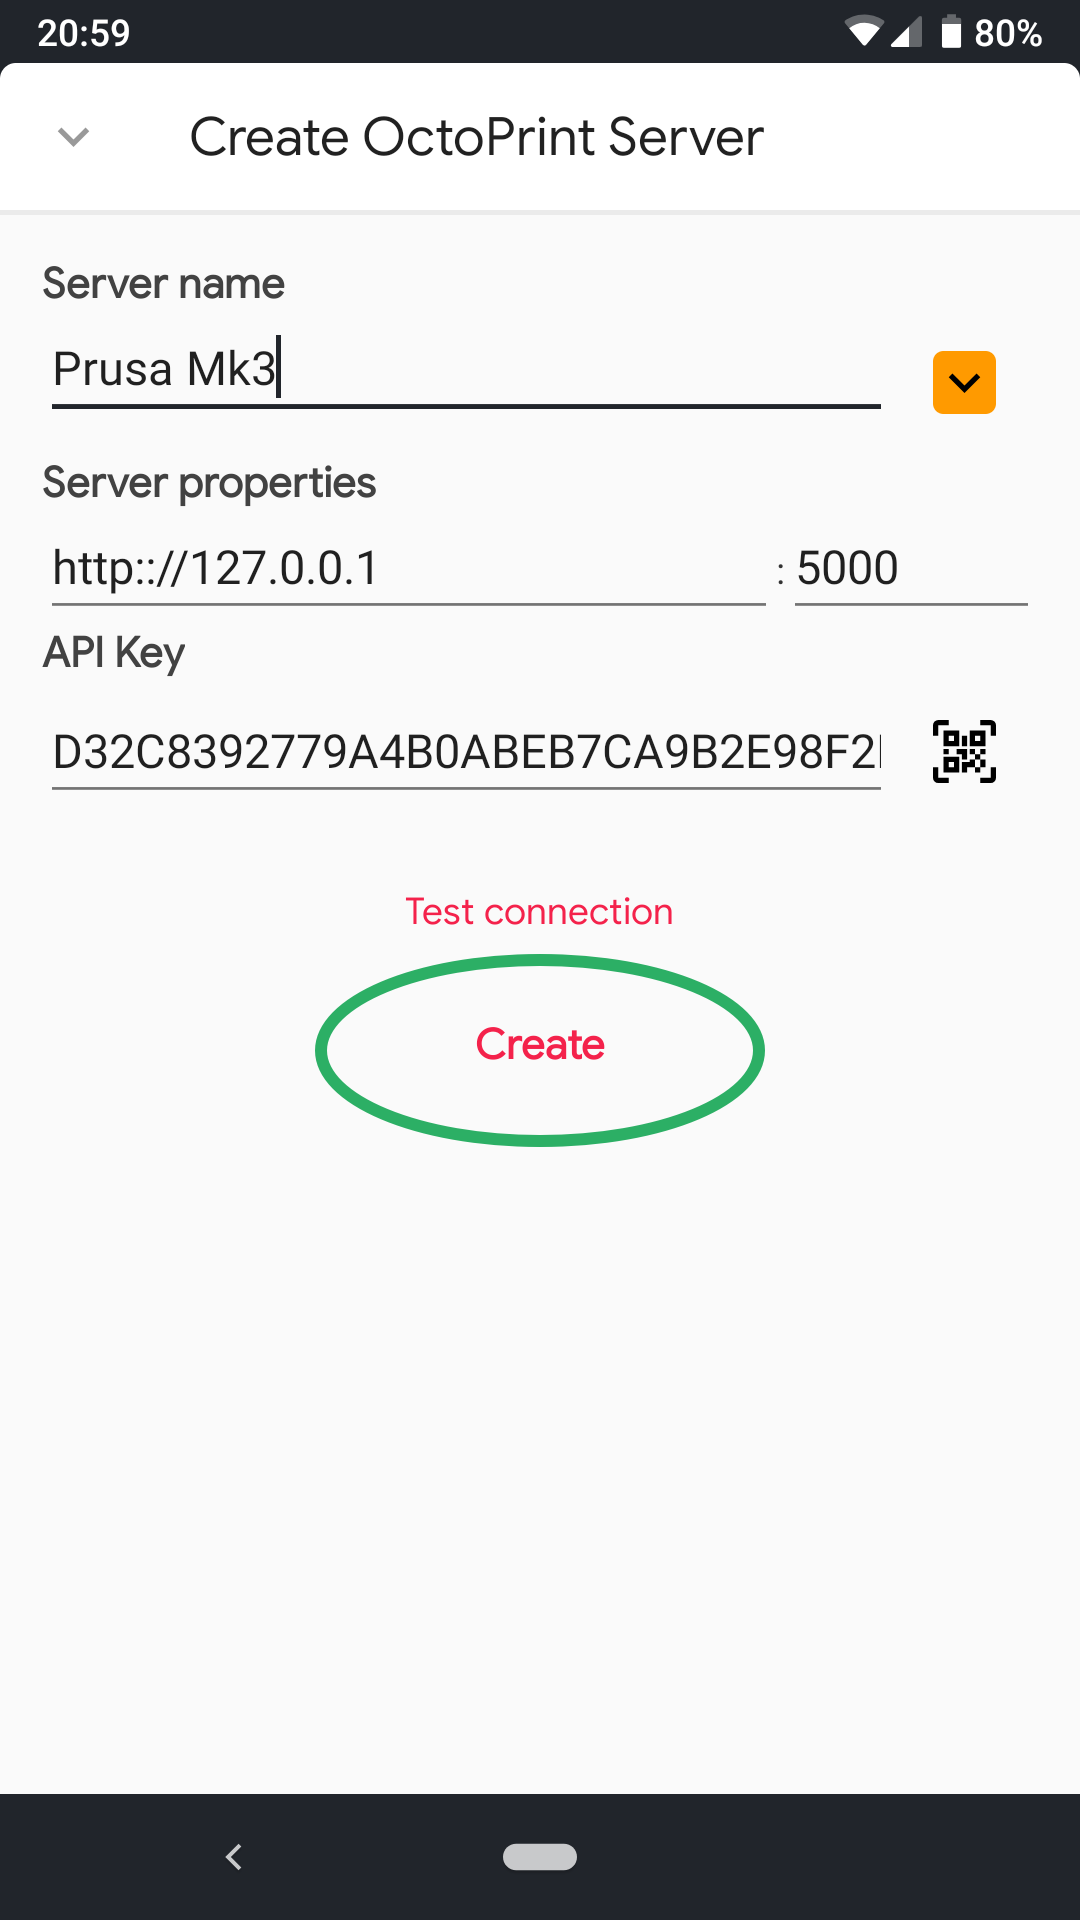 20:59 80%
Create OctoPrint Server
Server name
Prusa Mk3
Server properties
http:://127.0.0.1 : 5000
API Key
D32C8392779A4B0ABEB7CA9B2E98F2
Test connection
Create